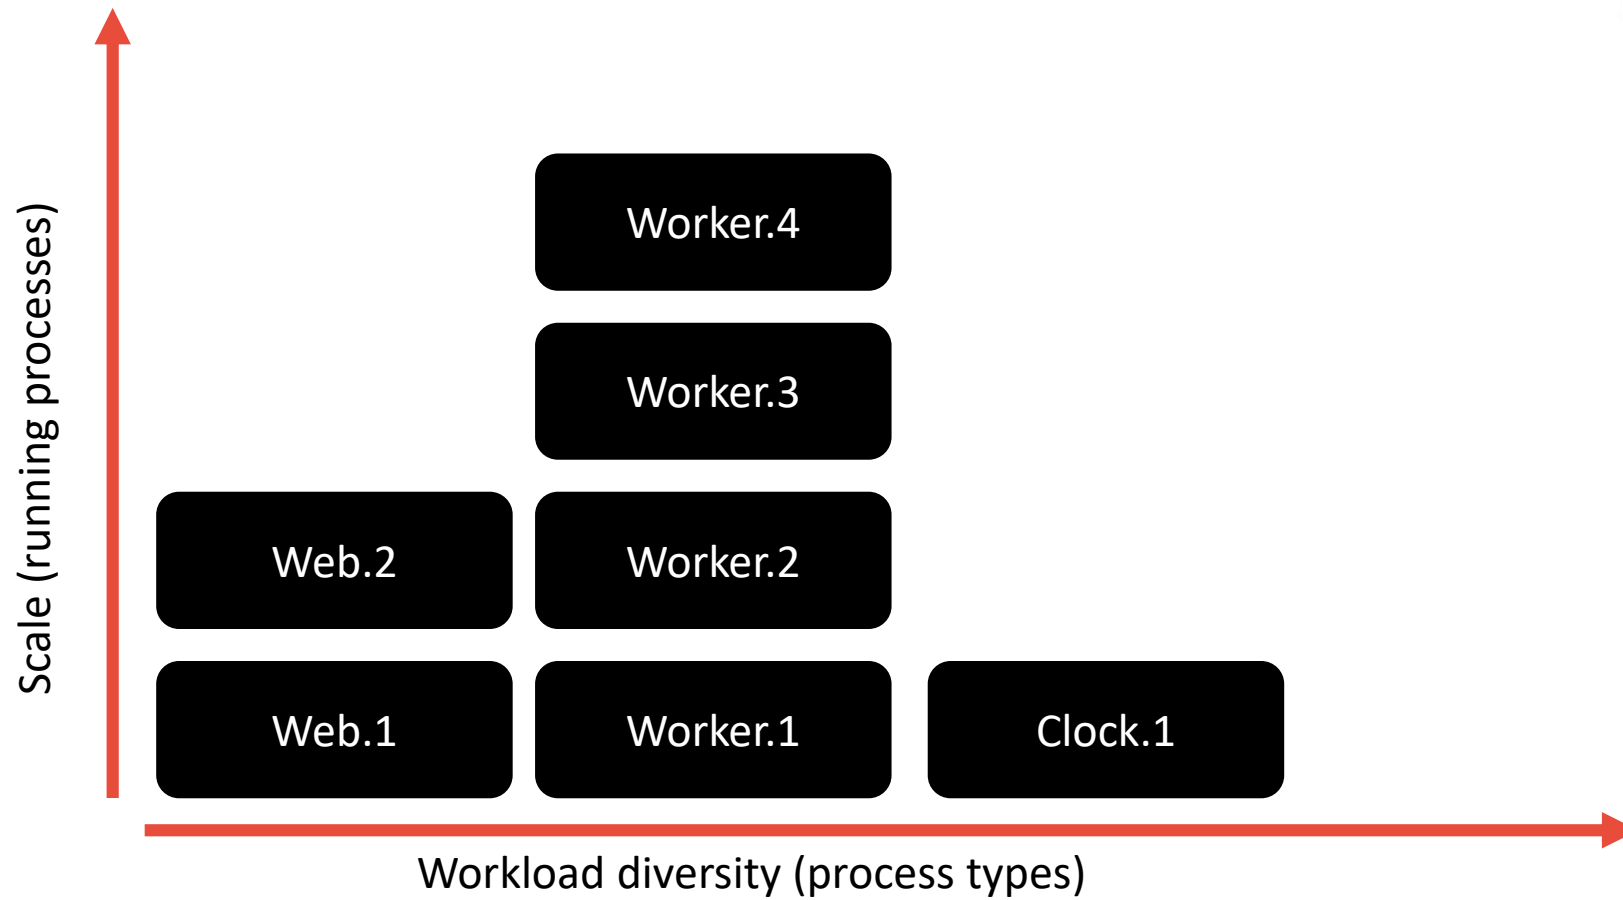 Scale (running processes)
Worker.4
Worker.3
Web.2
Worker.2
Web.1
Worker.1
Clock.1
Workload diversity (process types)